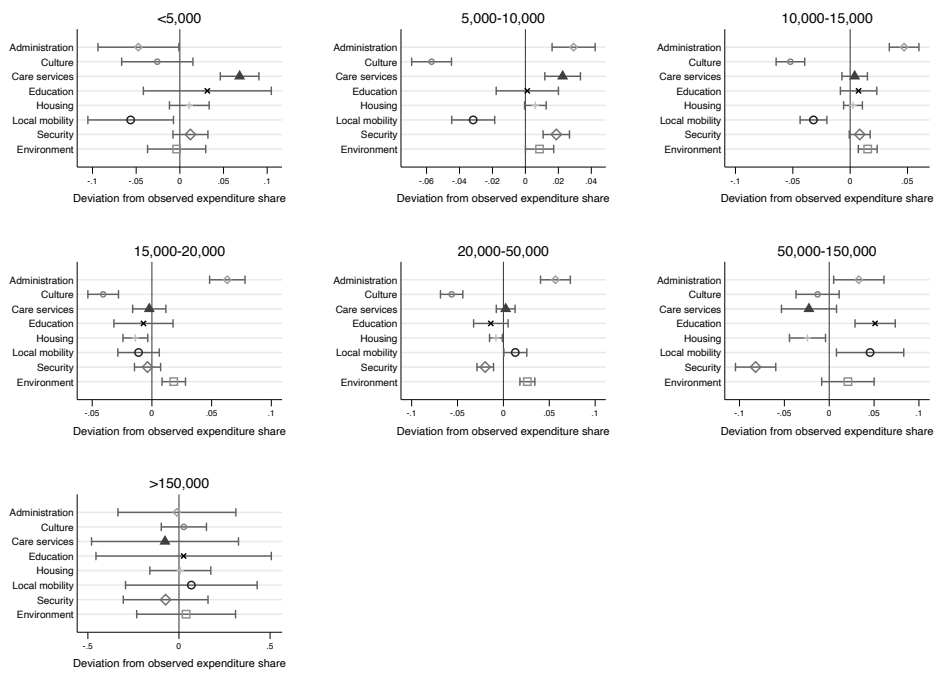 <5,000
Administration
Culture
Care services
Education
Housing
Local mobility
Security
Environment
-.1 -.05 0 .05 .1
Deviation from observed expenditure share
5,000-10,000
Administration
Culture
Care services
Education
Housing
Local mobility
Security
Environment
-.06 -.04 -.02 0 .02 .04
Deviation from observed expenditure share
10,000-15,000
Administration
Culture
Care services
Education
Housing
Local mobility
Security
Environment
-.1 -.05 0 .05
Deviation from observed expenditure share
15,000-20,000
Administration
Culture
Care services
Education
Housing
Local mobility
Security
Environment
-.05 0 .05 .1
Deviation from observed expenditure share
20,000-50,000
Administration
Culture
Care services
Education
Housing
Local mobility
Security
Environment
-.1 -.05 0 .05 .1
Deviation from observed expenditure share
50,000-150,000
Administration
Culture
Care services
Education
Housing
Local mobility
Security
Environment
-.1 -.05 0 .05 .1
Deviation from observed expenditure share
>150,000
Administration
Culture
Care services
Education
Housing
Local mobility
Security
Environment
-.5 0 .5
Deviation from observed expenditure share